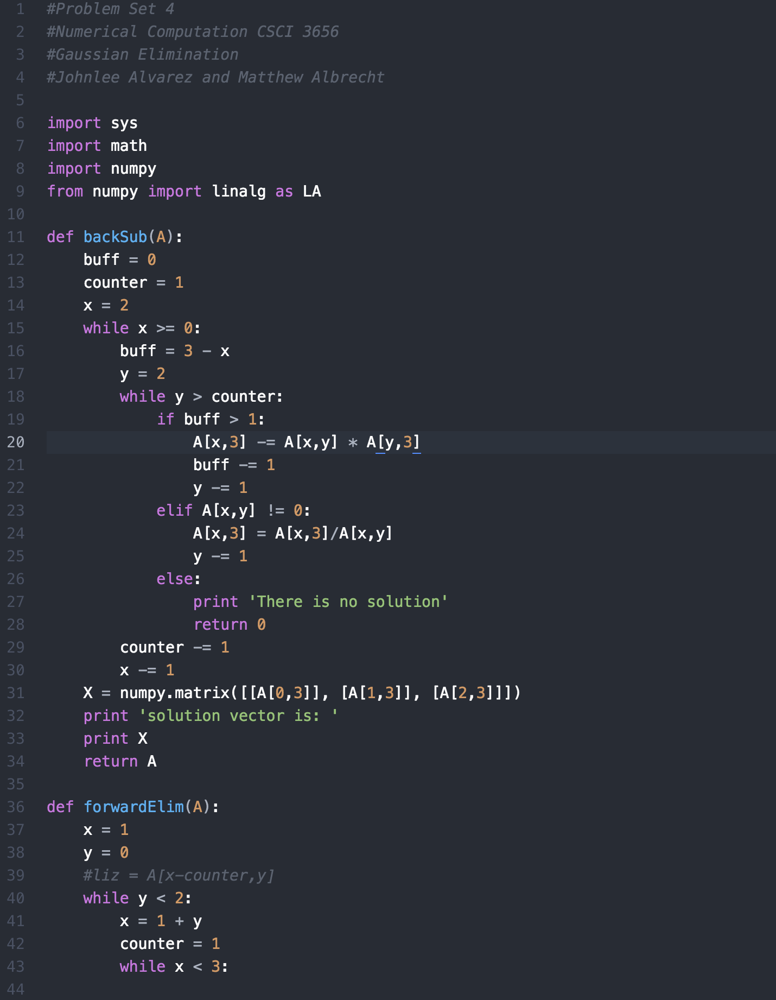 1 #Problem Set 4
2 #Numerical Computation CSCI 3656
3 #Gaussian Elimination
4 #Johnlee Alvarez and Matthew Albrecht
5
6 import sys
7 import math
8 import numpy
9 from numpy import linalg as LA
10
11 def backSub(A):
12     buff = 0
13     counter = 1
14     x = 2
15     while x >= 0:
16         buff = 3 - x
17         y = 2
18         while y > counter:
19             if buff > 1:
20                 A[x,3] -= A[x,y] * A[y,3]
21                 buff -= 1
22                 y -= 1
23             elif A[x,y] != 0:
24                 A[x,3] = A[x,3]/A[x,y]
25                 y -= 1
26             else:
27                 print 'There is no solution'
28                 return 0
29         counter -= 1
30         x -= 1
31     X = numpy.matrix([[A[0,3]], [A[1,3]], [A[2,3]]])
32     print 'solution vector is: '
33     print X
34     return A
35
36 def forwardElim(A):
37     x = 1
38     y = 0
39     #liz = A[x-counter,y]
40     while y < 2:
41         x = 1 + y
42         counter = 1
43         while x < 3:
44